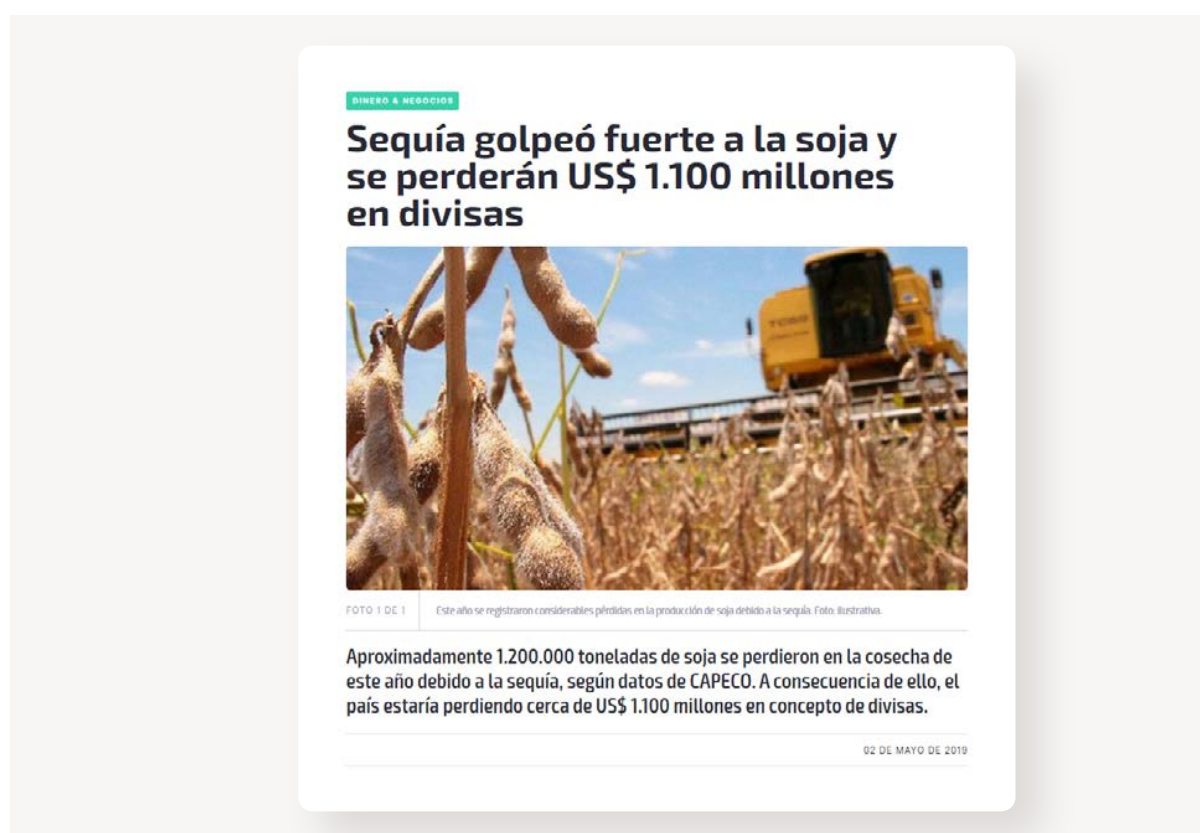 DINERO & NEGOCIOS
Sequía golpeó fuerte a la soja y
se perderán US$ 1.100 millones
en divisas
FOTO 1 DE 1
Este año se registraron considerables pérdidas en la producción de soja debido a la sequía. Foto: ilustrativa.
Aproximadamente 1.200.000 toneladas de soja se perdieron en la cosecha de
este año debido a la sequía, según datos de CAPECO. A consecuencia de ello, el
país estaría perdiendo cerca de US$ 1.100 millones en concepto de divisas.
02 DE MAYO DE 2019